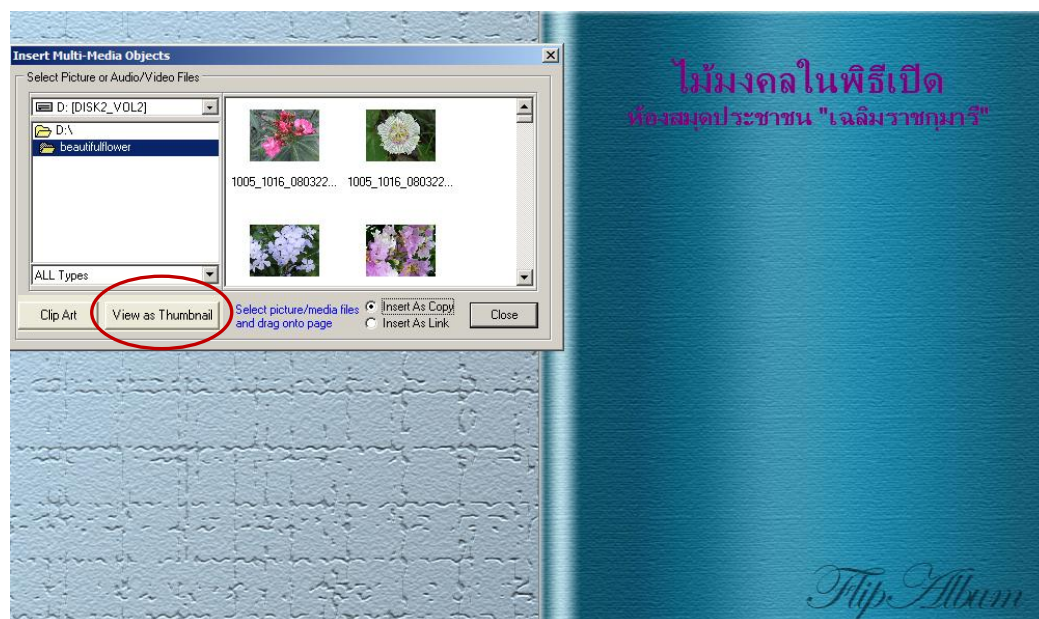 Insert Multi-Media Objects
Select Picture or Audio/Video Files
D: [DISK2_VOL2]
D:\
beautifulflower
1005_1016_080322...
1005_1016_080322...
ALL Types
Clip Art
View as Thumbnail
Select picture/media files
and drag onto page
Insert As Copy
Insert As Link
Close
ไม้มงคลในพิธีเปิด
ห้องสมุดประชาชน "เฉลิมราชกุมารี"
FlipAlbum